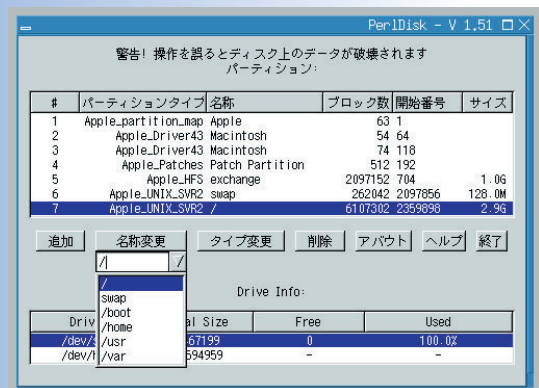 PerlDisk - V 1.51
警告! 操作を誤るとディスク上のデータが破壊されます
パーティション:
# パーティションタイプ 名称 ブロック数 開始番号 サイズ
1 Apple_partition_map Apple 63 1
2 Apple_Driver43 Macintosh 54 64
3 Apple_Driver43 Macintosh 74 118
4 Apple_Patches Patch Partition 512 192
5 Apple_HFS exchange 2097152 704 1.0G
6 Apple_UNIX_SVR2 swap 262042 2097856 128.0M
7 Apple_UNIX_SVR2 / 6107302 2359898 2.9G
追加 名称変更 タイプ変更 削除 アバウト ヘルプ 終了
/
/
swap
/boot
/home
/usr
/var
Drive Info:
Size Free Used
67199 0 100.0%
594959 - -